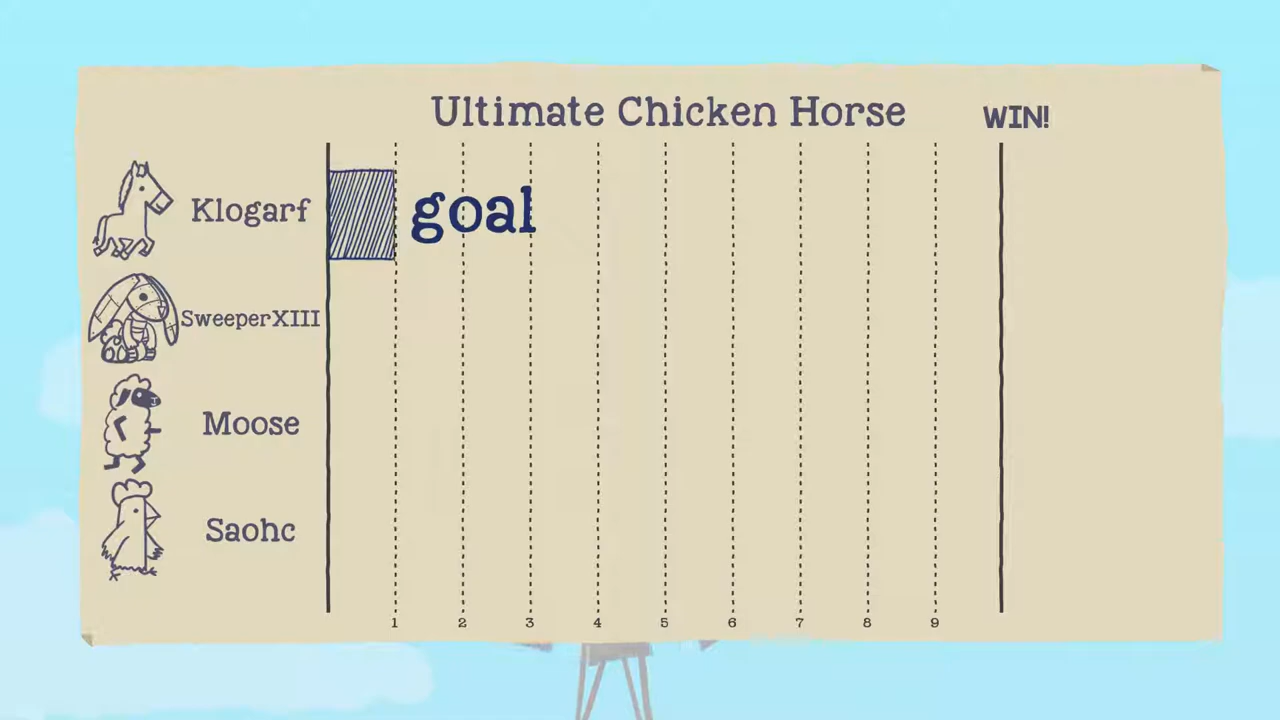 Ultimate Chicken Horse
WIN!
Klogarf
goal
SweeperXIII
Moose
Saohc
1 2 3 4 5 6 7 8 9